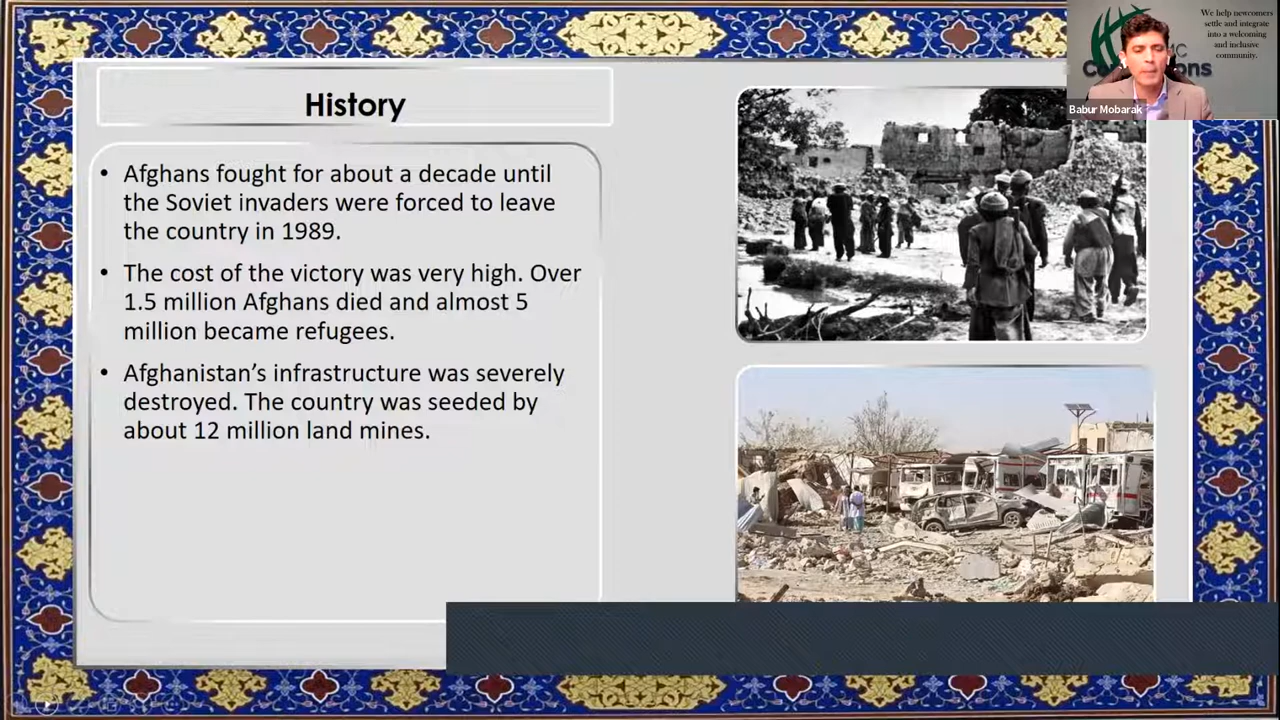 History
• Afghans fought for about a decade until
the Soviet invaders were forced to leave
the country in 1989.
• The cost of the victory was very high. Over
1.5 million Afghans died and almost 5
million became refugees.
• Afghanistan’s infrastructure was severely
destroyed. The country was seeded by
about 12 million land mines.
We help newcomers
settle and integrate
into a welcoming
and inclusive
community.
Babur Mobarak